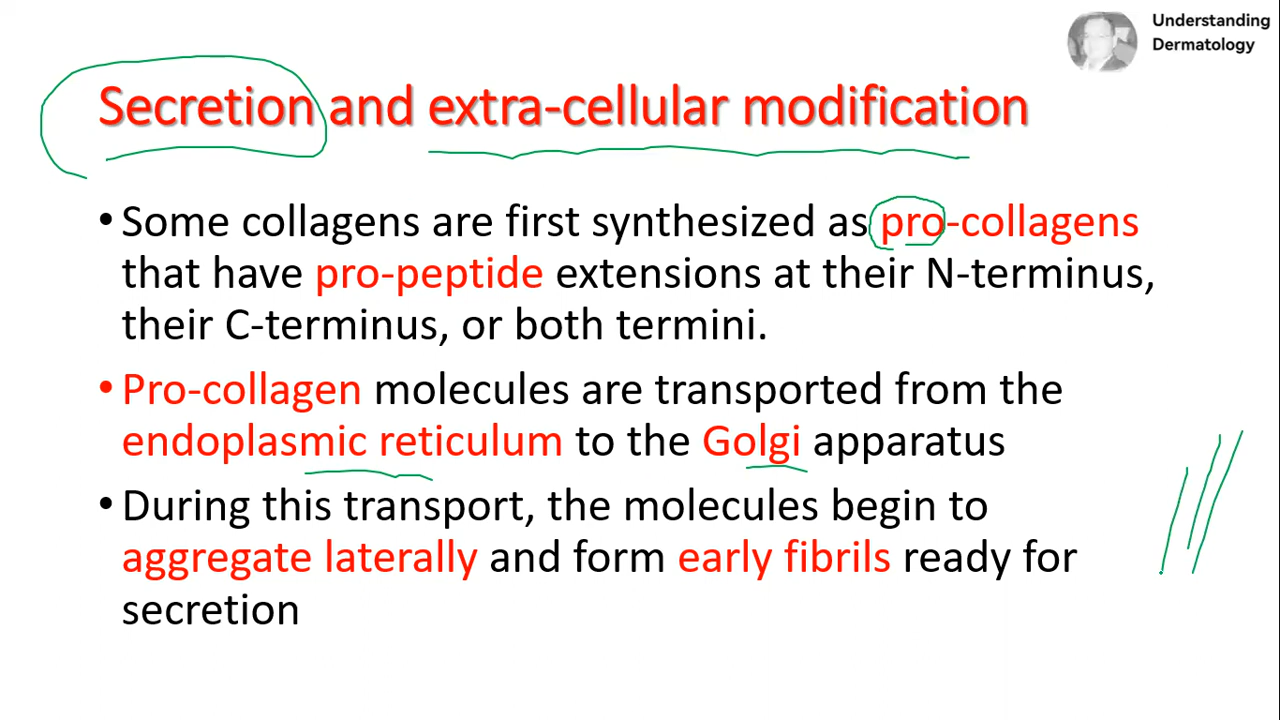 Understanding
Dermatology
Secretion and extra-cellular modification
• Some collagens are first synthesized as pro-collagens
that have pro-peptide extensions at their N-terminus,
their C-terminus, or both termini.
• Pro-collagen molecules are transported from the
endoplasmic reticulum to the Golgi apparatus
• During this transport, the molecules begin to
aggregate laterally and form early fibrils ready for
secretion